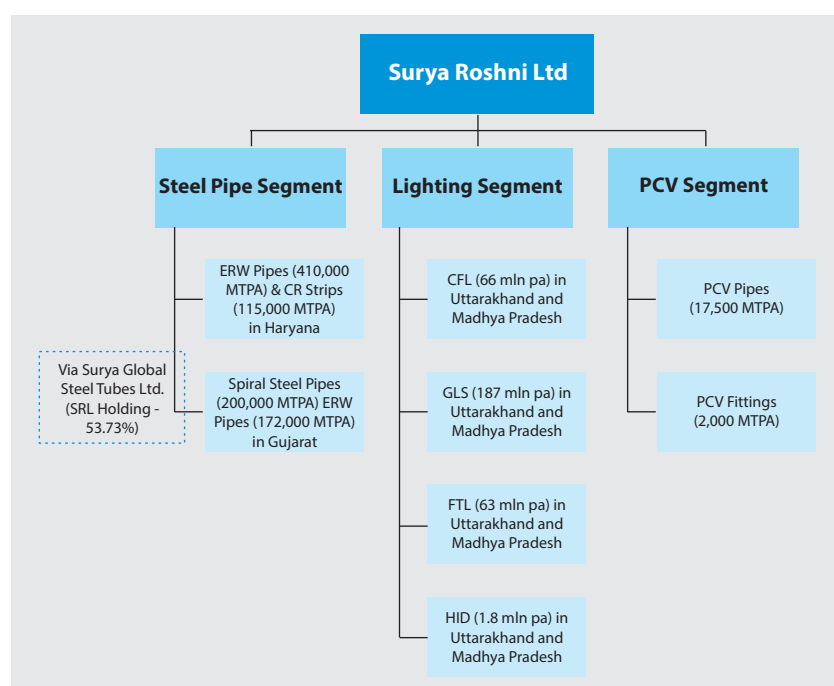 Surya Roshni Ltd
Steel Pipe Segment
ERW Pipes (410,000
MTPA) & CR Strips
(115,000 MTPA)
in Haryana
Via Surya Global
Steel Tubes Ltd.
(SRL Holding -
53.73%)
Spiral Steel Pipes
(200,000 MTPA) ERW
Pipes (172,000 MTPA)
in Gujarat
Lighting Segment
CFL (66 mln pa) in
Uttarakhand and
Madhya Pradesh
GLS (187 mln pa) in
Uttarakhand and
Madhya Pradesh
FTL (63 mln pa) in
Uttarakhand and
Madhya Pradesh
HID (1.8 mln pa) in
Uttarakhand and
Madhya Pradesh
PCV Segment
PCV Pipes
(17,500 MTPA)
PCV Fittings
(2,000 MTPA)